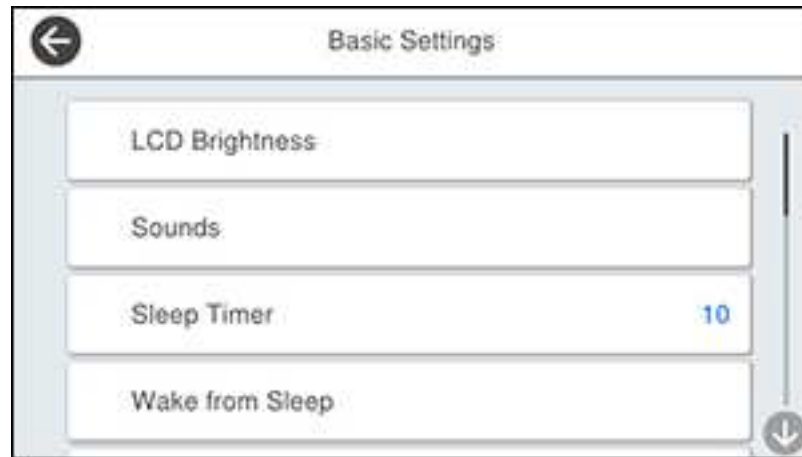 Basic Settings
LCD Brightness
Sounds
Sleep Timer 10
Wake from Sleep